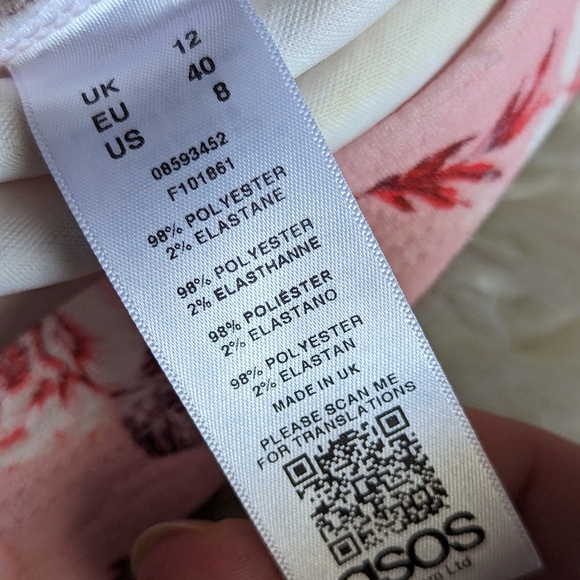 UK 12
EU 40
US 8
08593452
F101861
98% POLYESTER
2% ELASTANE
98% POLYESTER
2% ELASTHANNE
98% POLIÉSTER
2% ELASTANO
98% POLYESTER
2% ELASTAN
MADE IN UK
PLEASE SCAN ME
FOR TRANSLATIONS
asos
Ltd